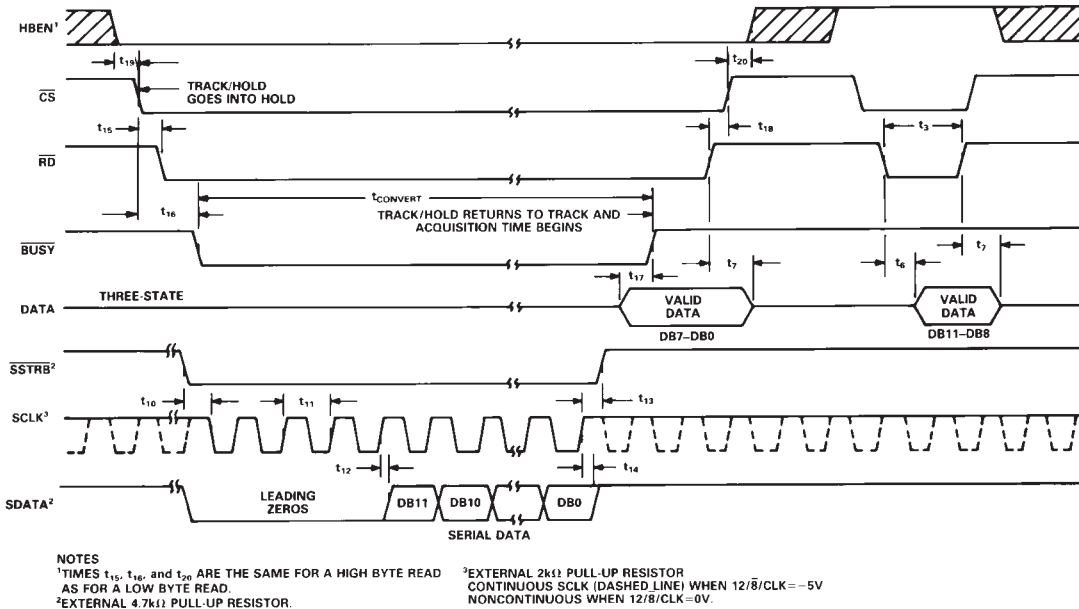 HBEN¹
t19
t20
TRACK/HOLD
GOES INTO HOLD
CS
t15
t18
t3
RD
tCONVERT
t16
TRACK/HOLD RETURNS TO TRACK AND
ACQUISITION TIME BEGINS
BUSY
t17
t7
t6
t7
THREE-STATE
DATA
VALID
DATA
VALID
DATA
DB7–DB0
DB11–DB8
SSTRB²
t10
t11
t13
SCLK³
t12
t14
SDATA²
LEADING
ZEROS
DB11
DB10
DB0
SERIAL DATA
NOTES
¹TIMES t15, t16, and t20 ARE THE SAME FOR A HIGH BYTE READ
AS FOR A LOW BYTE READ.
²EXTERNAL 4.7kΩ PULL-UP RESISTOR.
³EXTERNAL 2kΩ PULL-UP RESISTOR
CONTINUOUS SCLK (DASHED LINE) WHEN 12/8̅/CLK=−5V
NONCONTINUOUS WHEN 12/8/CLK=0V.